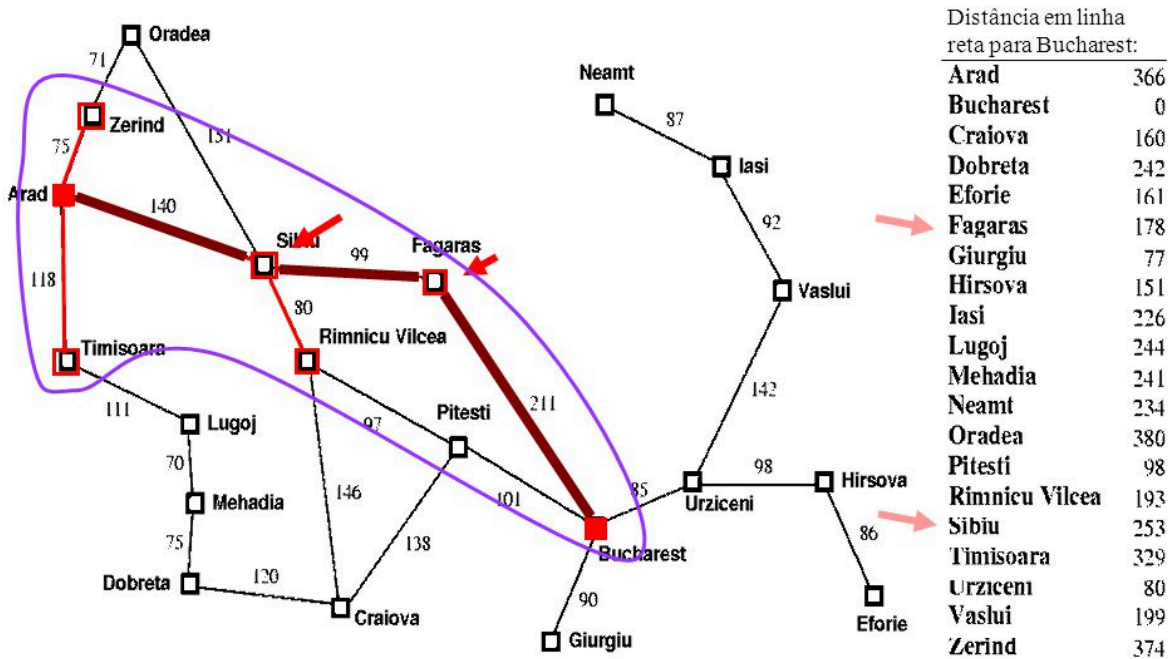 Distância em linha
reta para Bucharest:
Arad 366
Bucharest 0
Craiova 160
Dobreta 242
Eforie 161
Fagaras 178
Giurgiu 77
Hirsova 151
Iasi 226
Lugoj 244
Mehadia 241
Neamt 234
Oradea 380
Pitesti 98
Rimnicu Vilcea 193
Sibiu 253
Timisoara 329
Urziceni 80
Vaslui 199
Zerind 374
Oradea
71
Neamt
Zerind
87
151
75
Iasi
Arad
140
92
Sibiu
Fagaras
99
118
80
Vaslui
Rimnicu Vilcea
Timisoara
142
211
111
Lugoj
97
Pitesti
70
98
Hirsova
146
85
Mehadia
101
Urziceni
75
138
86
Bucharest
Dobreta
120
90
Craiova
Eforie
Giurgiu